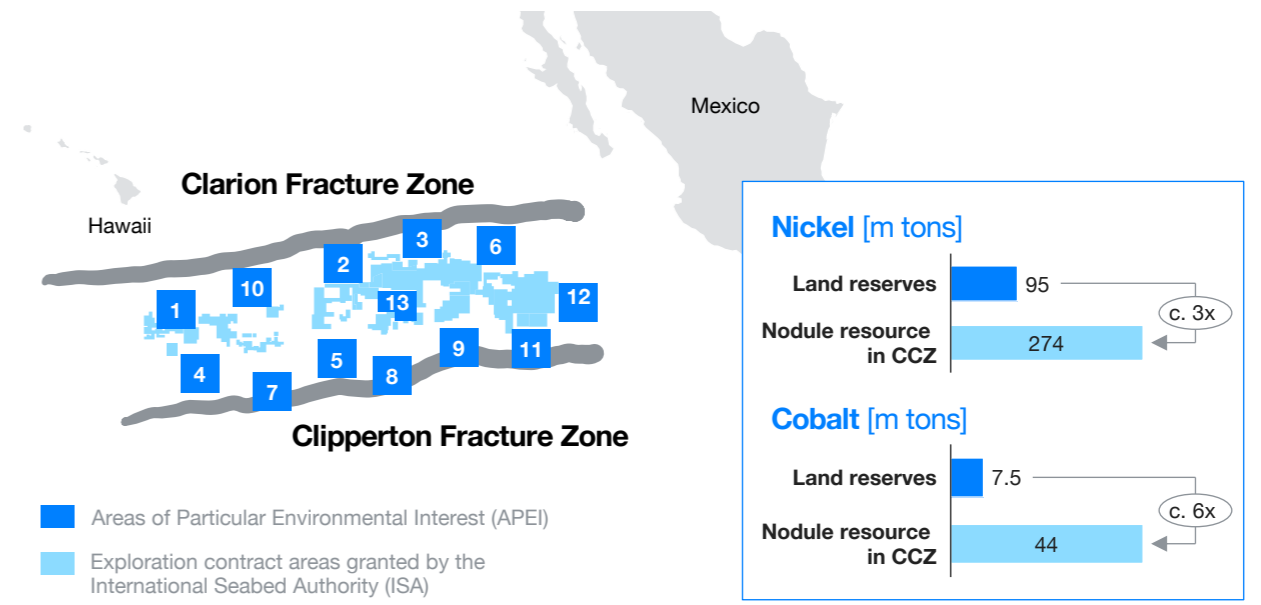 Mexico
Clarion Fracture Zone
Hawaii
3
6
2
10
13
12
1
9
11
5
8
4
7
Clipperton Fracture Zone
Areas of Particular Environmental Interest (APEI)
Exploration contract areas granted by the
International Seabed Authority (ISA)
Nickel [m tons]
Land reserves
95
c. 3x
Nodule resource
in CCZ
274
Cobalt [m tons]
Land reserves
7.5
c. 6x
Nodule resource
in CCZ
44